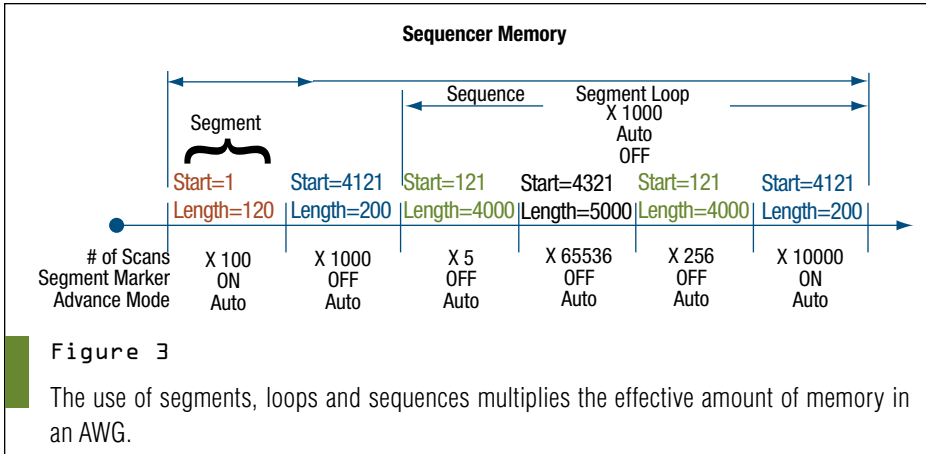 Sequencer Memory
Sequence
Segment Loop
X 1000
Auto
OFF
Segment
{
Start=1
Length=120
Start=4121
Length=200
Start=121
Length=4000
Start=4321
Length=5000
Start=121
Length=4000
Start=4121
Length=200
# of Scans
Segment Marker
Advance Mode
X 100
ON
Auto
X 1000
OFF
Auto
X 5
OFF
Auto
X 65536
OFF
Auto
X 256
OFF
Auto
X 10000
ON
Auto
Figure 3
The use of segments, loops and sequences multiplies the effective amount of memory in
an AWG.